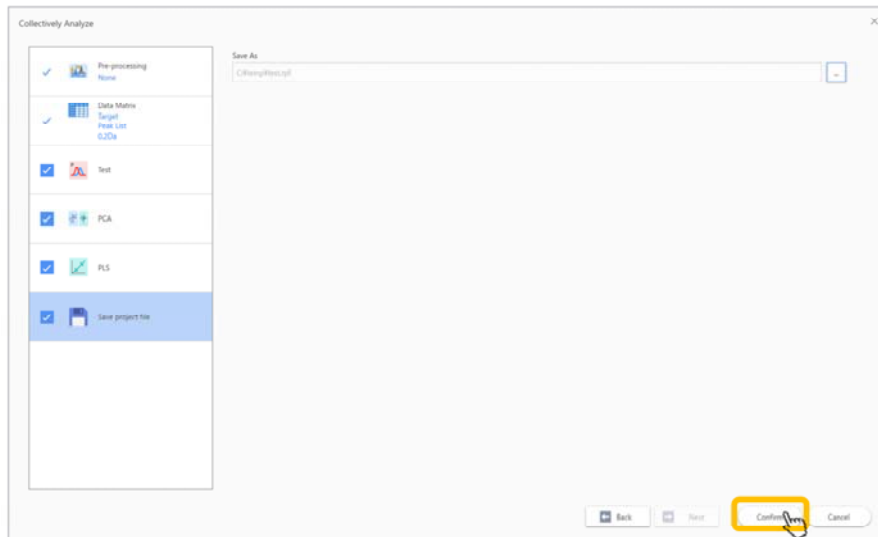 Collectively Analyze
Pre-processing
None
Data Matrix
Target
Peak List
0.2Da
Test
PCA
PLS
Save project file
Save As
...
Back
Next
Confirm
Cancel